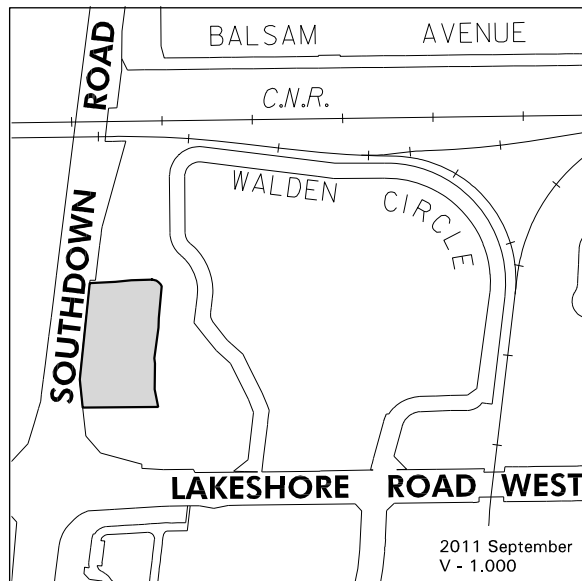 BALSAM AVENUE
SOUTHDOWN ROAD
C.N.R.
WALDEN CIRCLE
LAKESHORE ROAD WEST
2011 September
V - 1.000